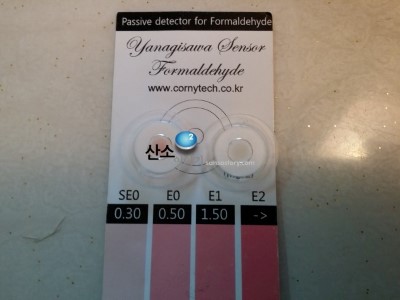 Passive detector for Formaldehyde
Yanagisawa Sensor
Formaldehyde
www.cornytech.co.kr
산소 2
SE0 E0 E1 E2
0.30 0.50 1.50 ->